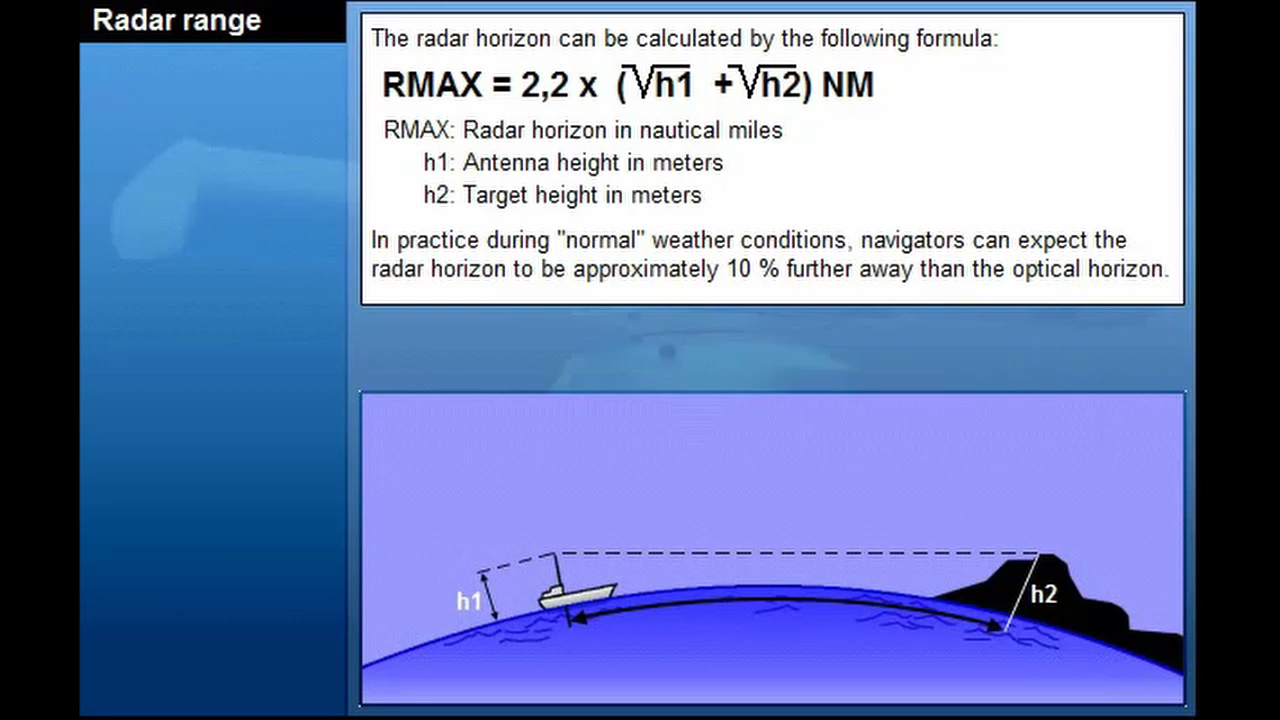 Radar range
The radar horizon can be calculated by the following formula:
RMAX = 2,2 x (√h1 +√h2) NM
RMAX: Radar horizon in nautical miles
h1: Antenna height in meters
h2: Target height in meters
In practice during "normal" weather conditions, navigators can expect the
radar horizon to be approximately 10 % further away than the optical horizon.
h1
h2